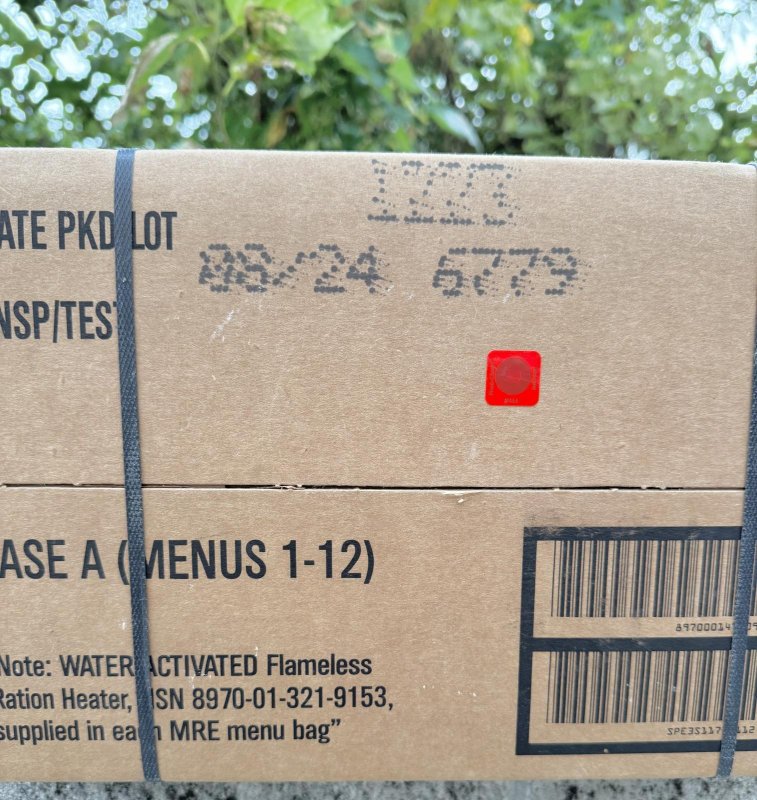 ATE PKD LOT
08/24 6779
NSP/TEST
ASE A (MENUS 1-12)
Note: WATER ACTIVATED Flameless
Ration Heater, NSN 8970-01-321-9153,
supplied in each MRE menu bag"